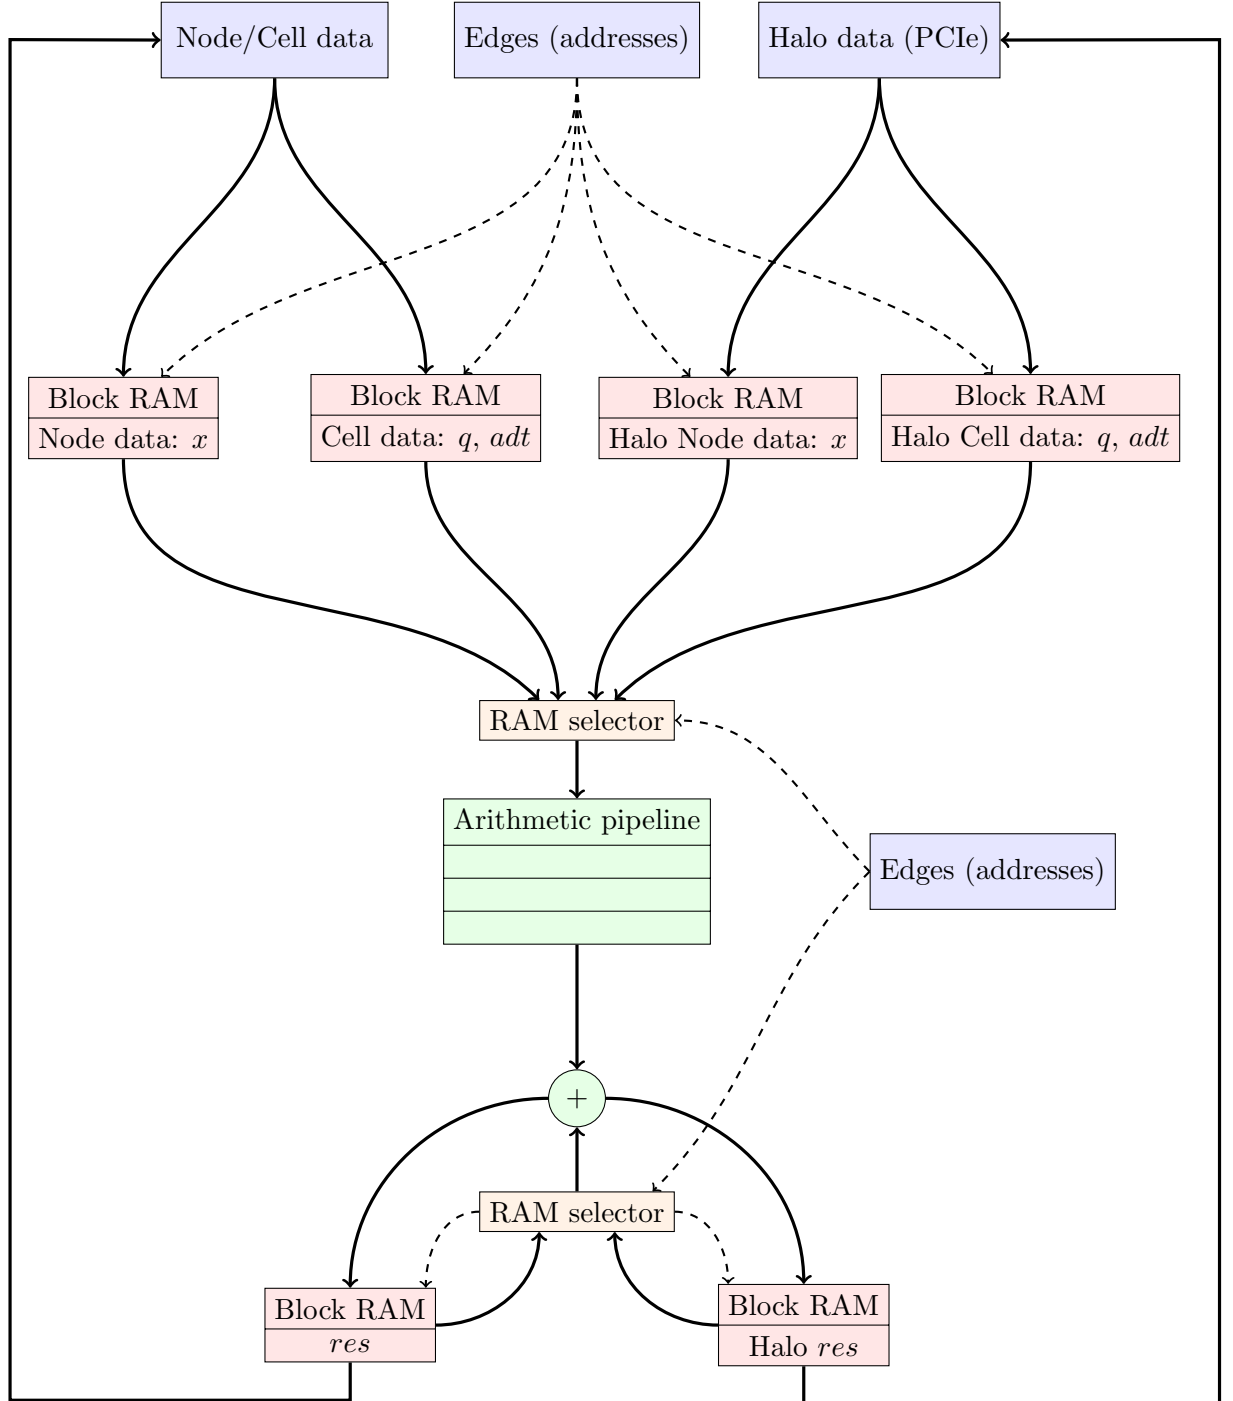 Node/Cell data
Edges (addresses)
Halo data (PCIe)
Block RAM
Node data: x
Block RAM
Cell data: q, adt
Block RAM
Halo Node data: x
Block RAM
Halo Cell data: q, adt
RAM selector
Arithmetic pipeline
Edges (addresses)
+
RAM selector
Block RAM
res
Block RAM
Halo res